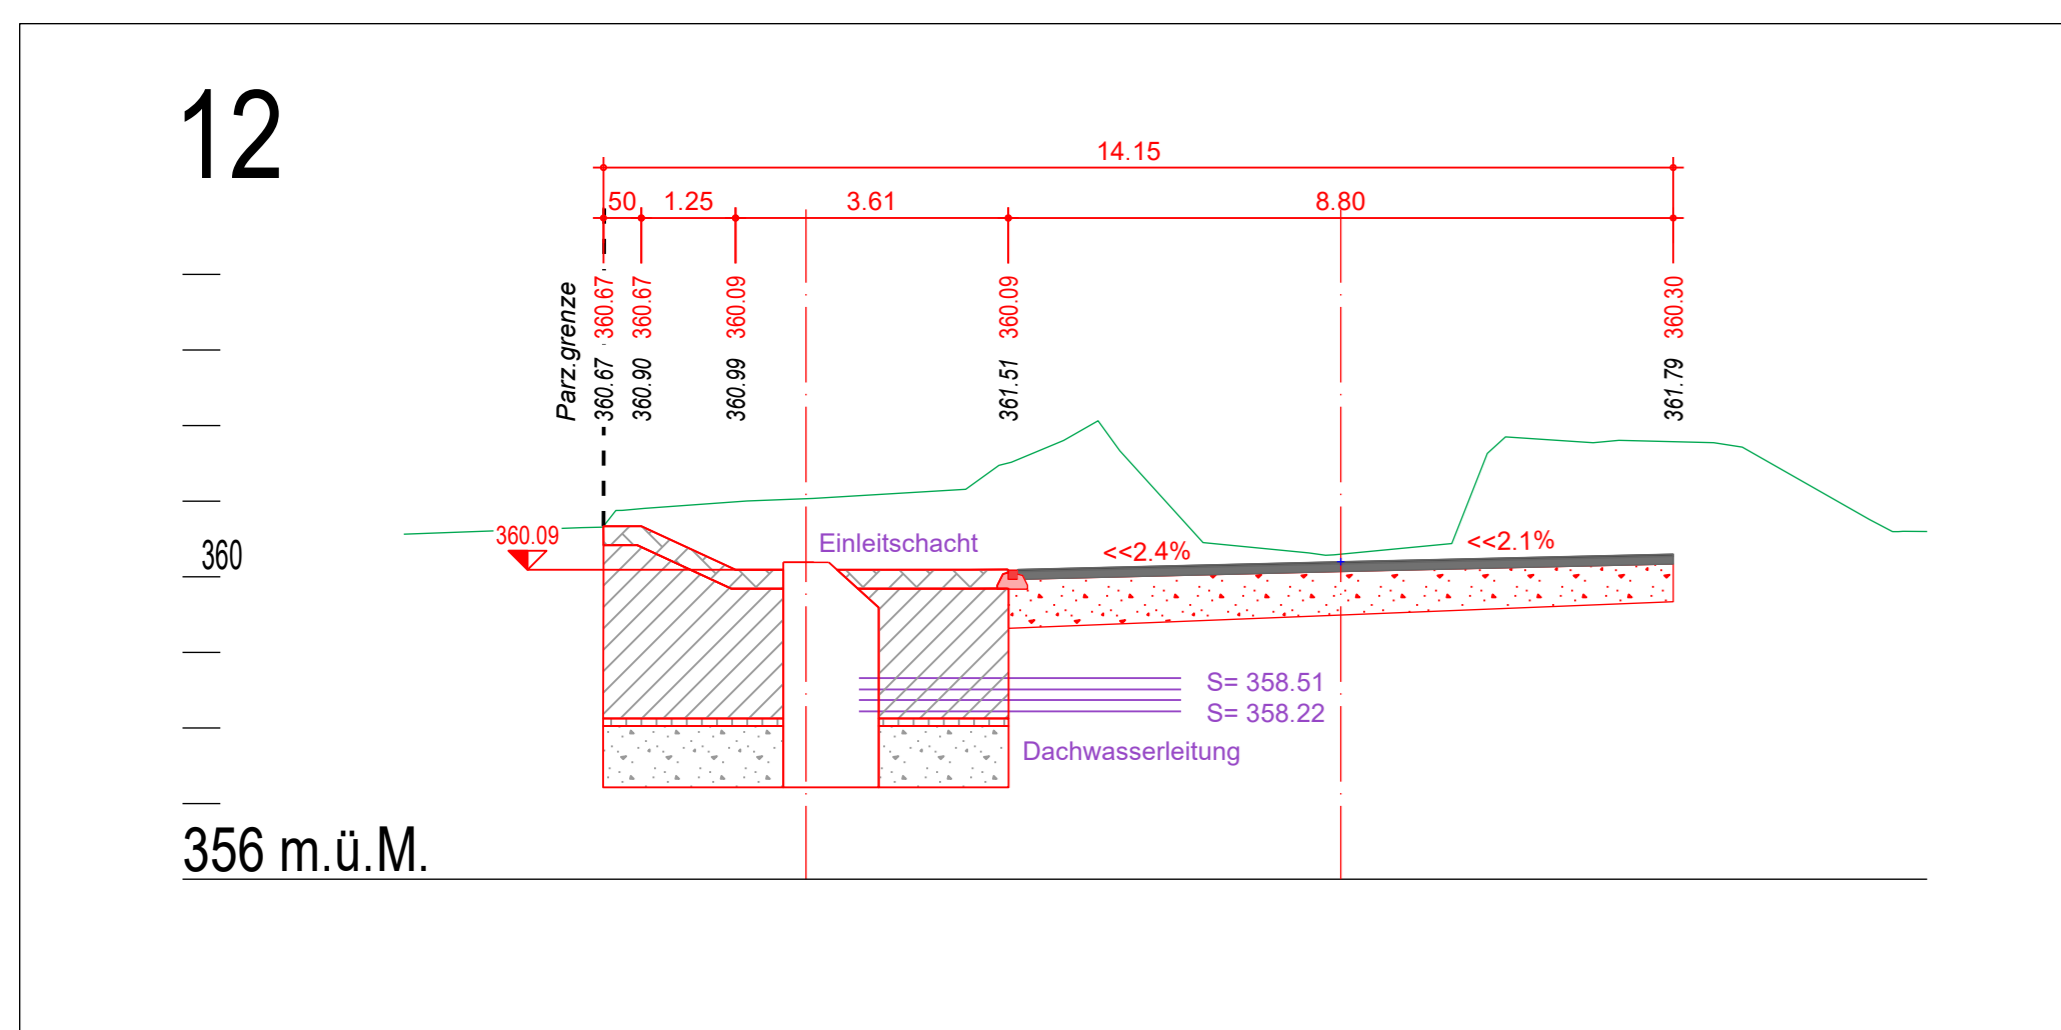 12
14.15
50 1.25 3.61 8.80
Parz.grenze
360.67 360.67 360.09 360.09 360.30
360.67 360.90 360.99 361.51 361.79
360.09
Einleitschacht
<<2.4%
<<2.1%
360
S= 358.51
S= 358.22
Dachwasserleitung
356 m.ü.M.